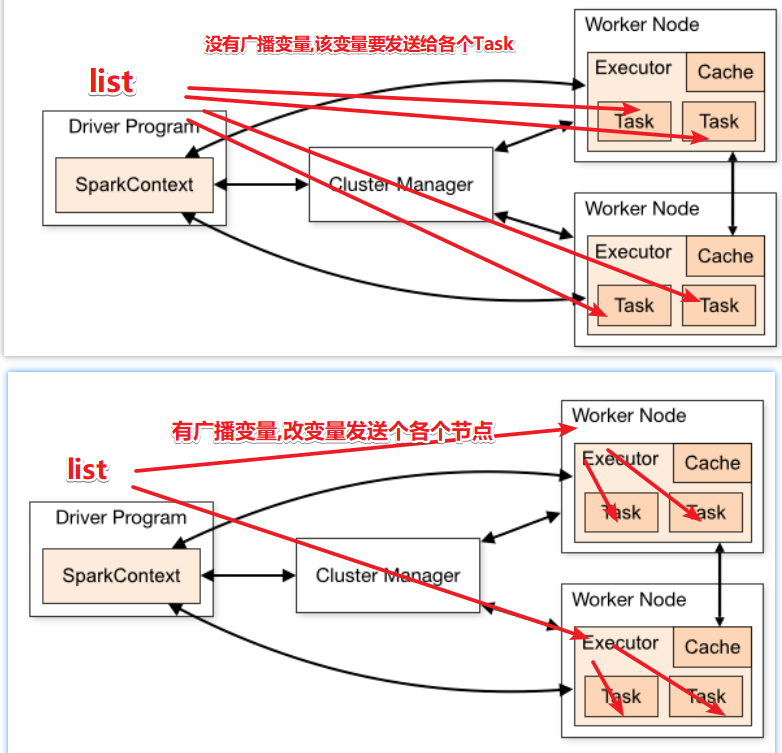 没有广播变量,该变量要发送给各个Task
list
Driver Program
SparkContext
Cluster Manager
Worker Node
Executor
Cache
Task
Task
Worker Node
Executor
Cache
Task
Task
有广播变量,改变量发送个各个节点
list
Driver Program
SparkContext
Cluster Manager
Worker Node
Executor
Cache
Task
Task
Worker Node
Executor
Cache
Task
Task